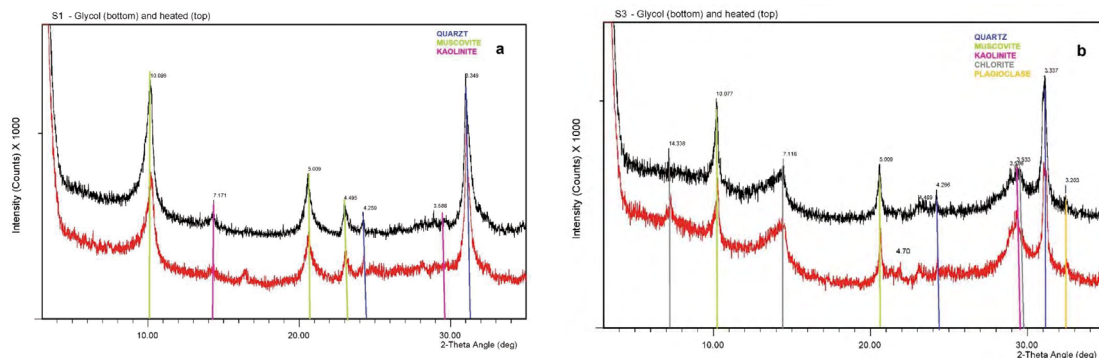 S1 - Glycol (bottom) and heated (top)
QUARZT
MUSCOVITE
KAOLINITE
a
10.099
3.348
7.171
5.009
4.495
4.259
3.586
Intensity (Counts) X 1000
10.00
20.00
30.00
2-Theta Angle (deg)
S3 - Glycol (bottom) and heated (top)
QUARTZ
MUSCOVITE
KAOLINITE
CHLORITE
PLAGIOCLASE
b
14.338
10.077
7.116
5.008
4.256
3.533
3.337
3.203
4.70
Intensity (Counts) X 1000
10.00
20.00
30.00
2-Theta Angle (deg)